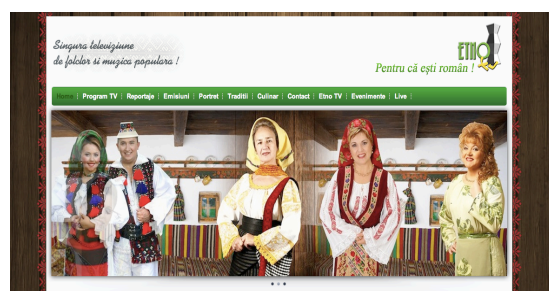 Singura televiziune
de folclor si muzica populara !
ETNO
Pentru că ești român !
Home | Program TV | Reportaje | Emisiuni | Portret | Traditii | Culinar | Contact | Etno TV | Evenimente | Live |